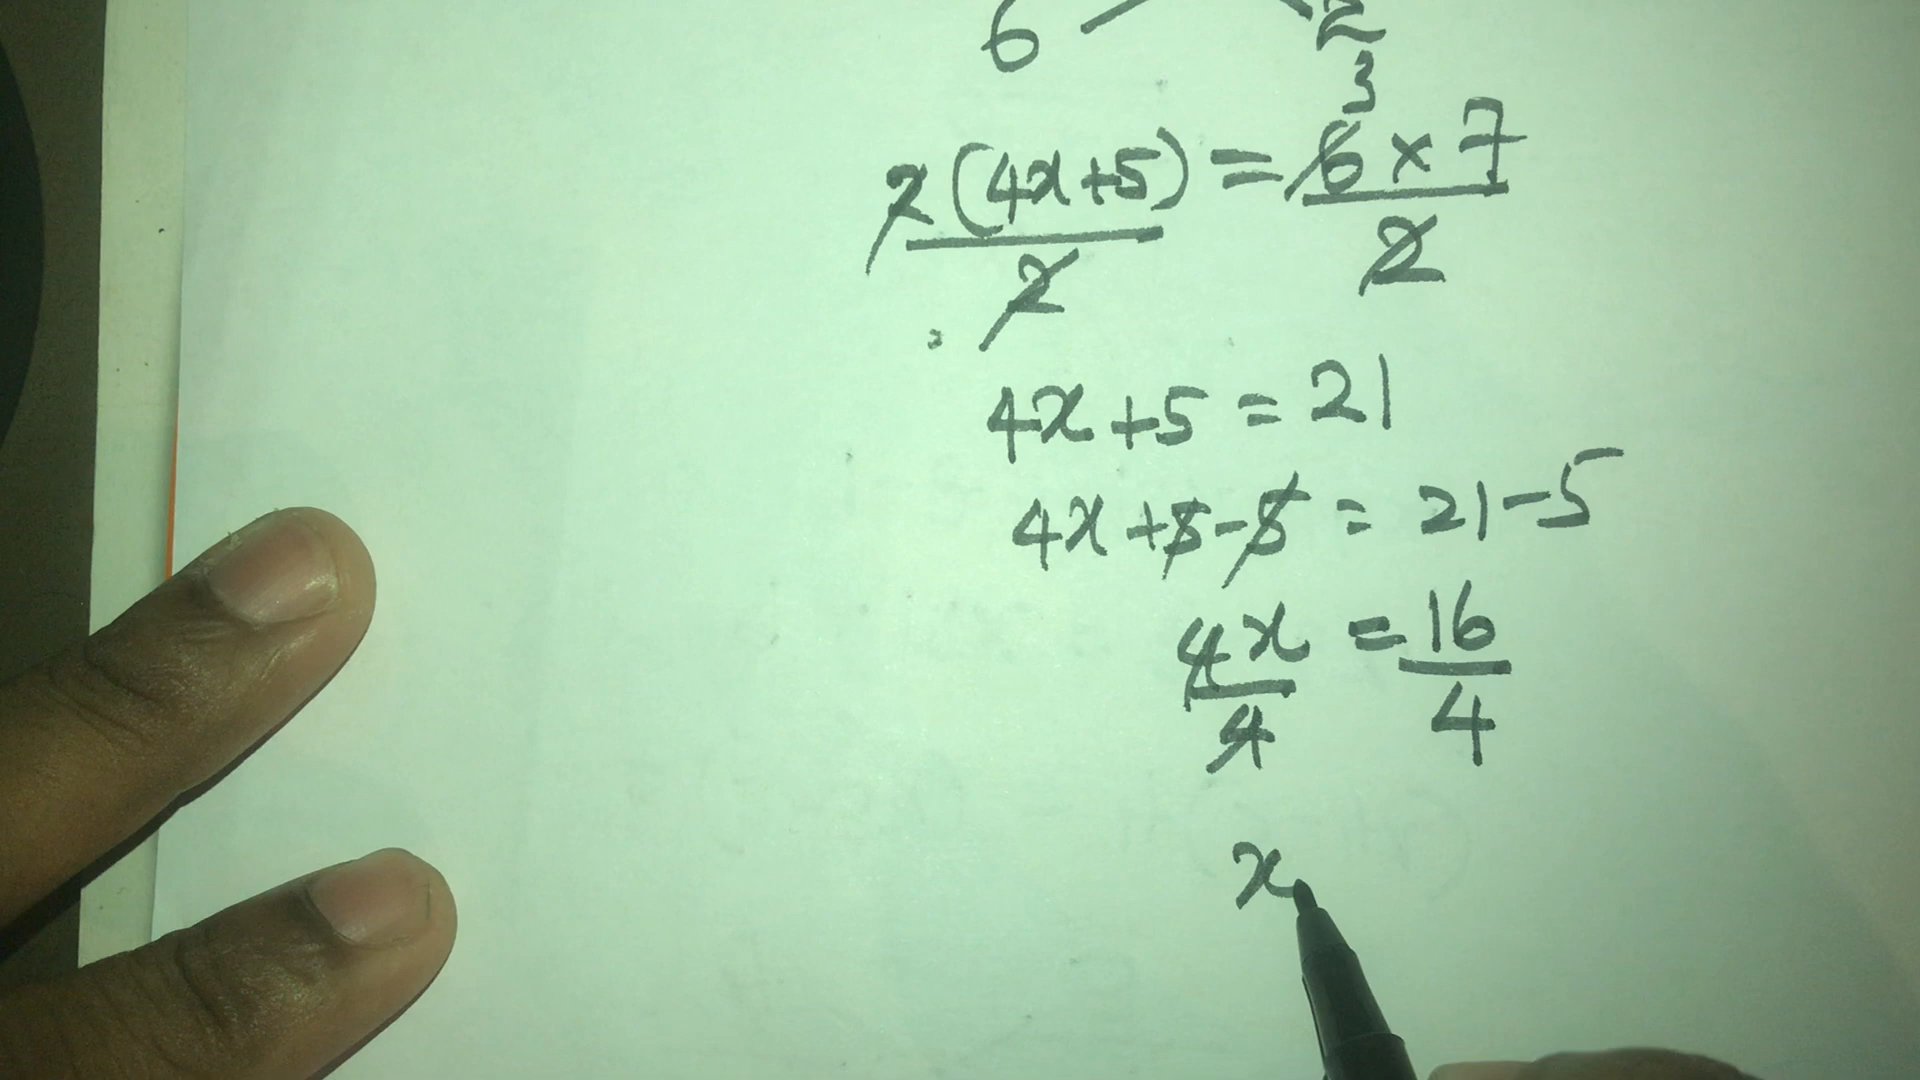 6 2
3
2(4x+5) = 6 x 7
2 2
4x+5 = 21
4x+5-5 = 21-5
4x = 16
4 4
x